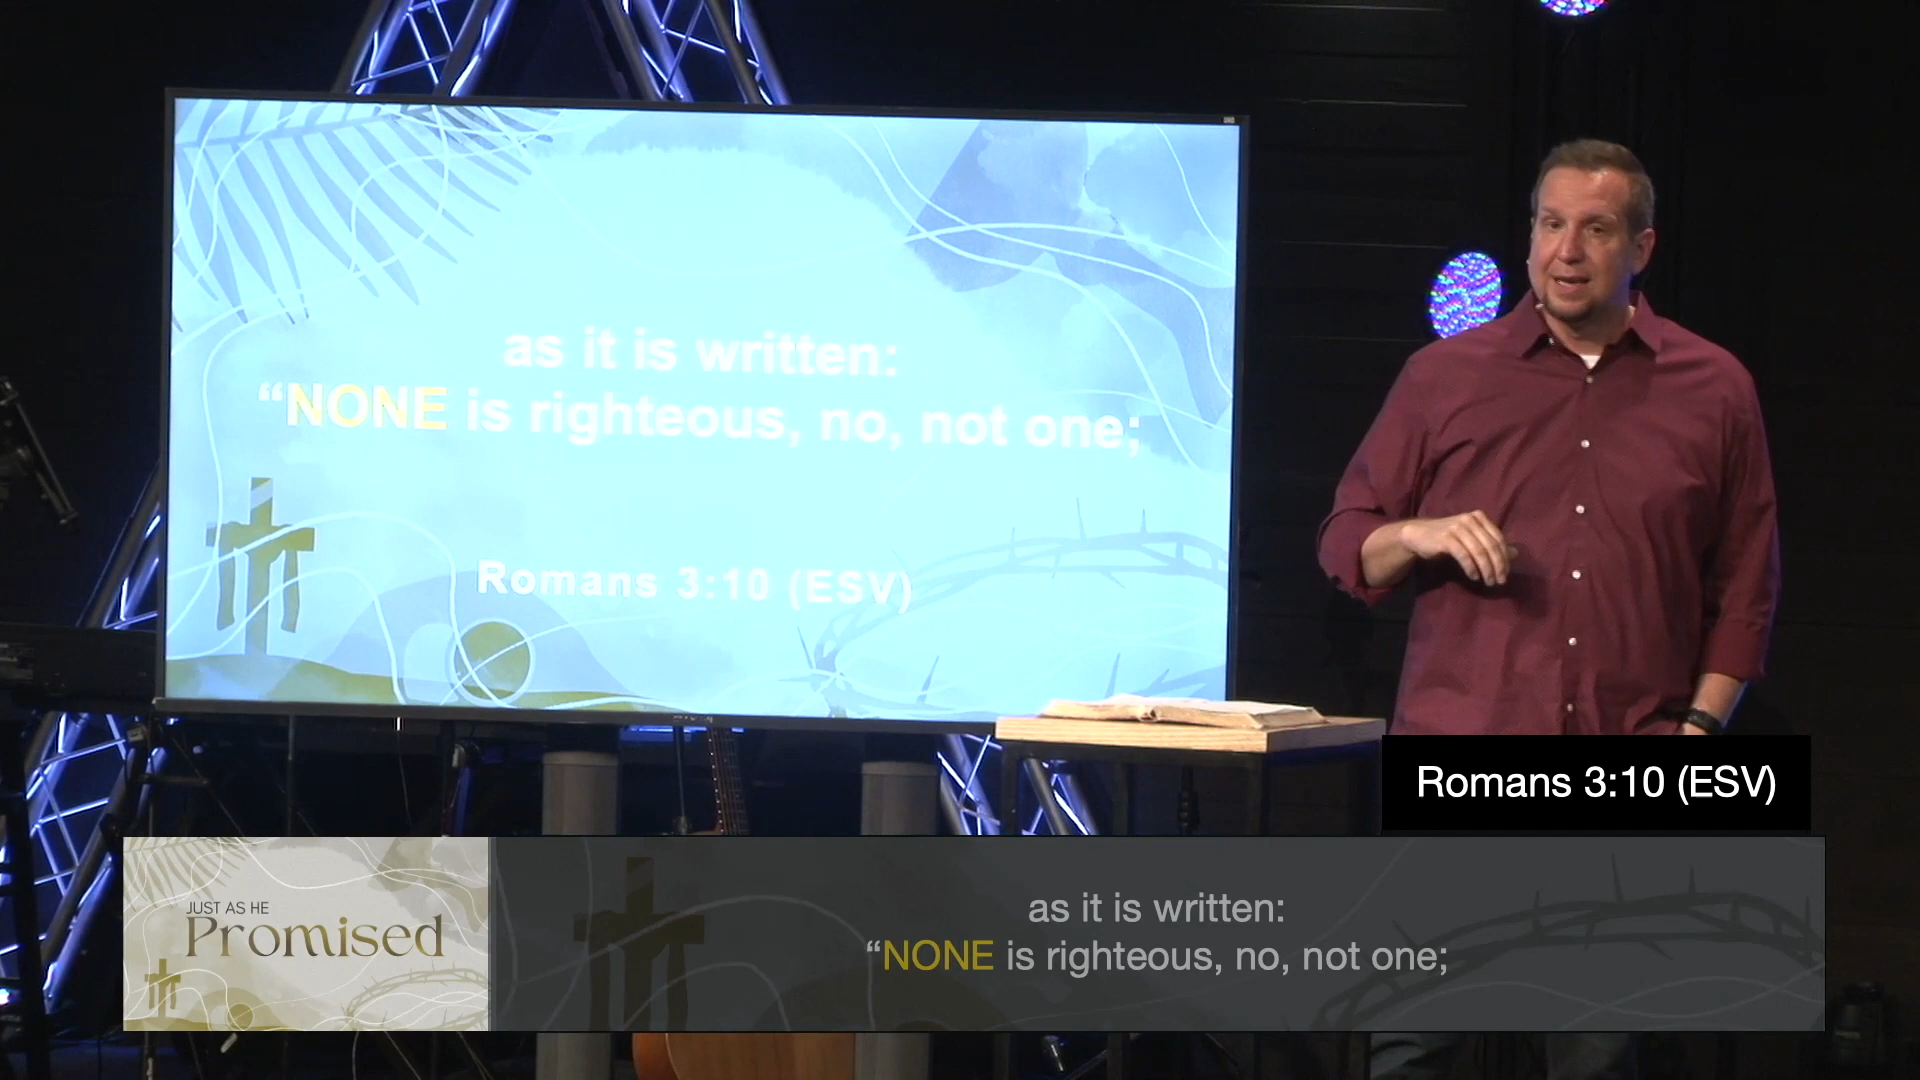 as it is written:
“NONE is righteous, no, not one;
Romans 3:10 (ESV)
Romans 3:10 (ESV)
JUST AS HE
Promised
as it is written:
“NONE is righteous, no, not one;